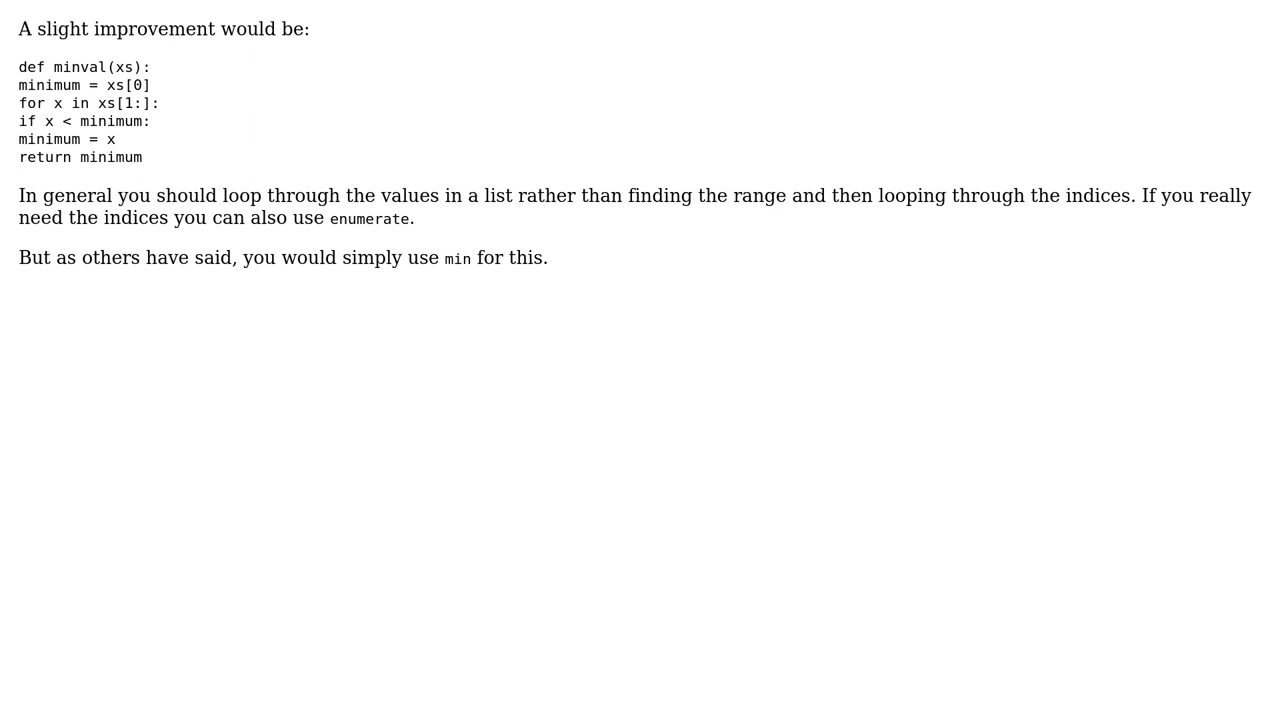 A slight improvement would be:
def minval(xs):
minimum = xs[0]
for x in xs[1:]:
if x < minimum:
minimum = x
return minimum
In general you should loop through the values in a list rather than finding the range and then looping through the indices. If you really
need the indices you can also use enumerate.
But as others have said, you would simply use min for this.